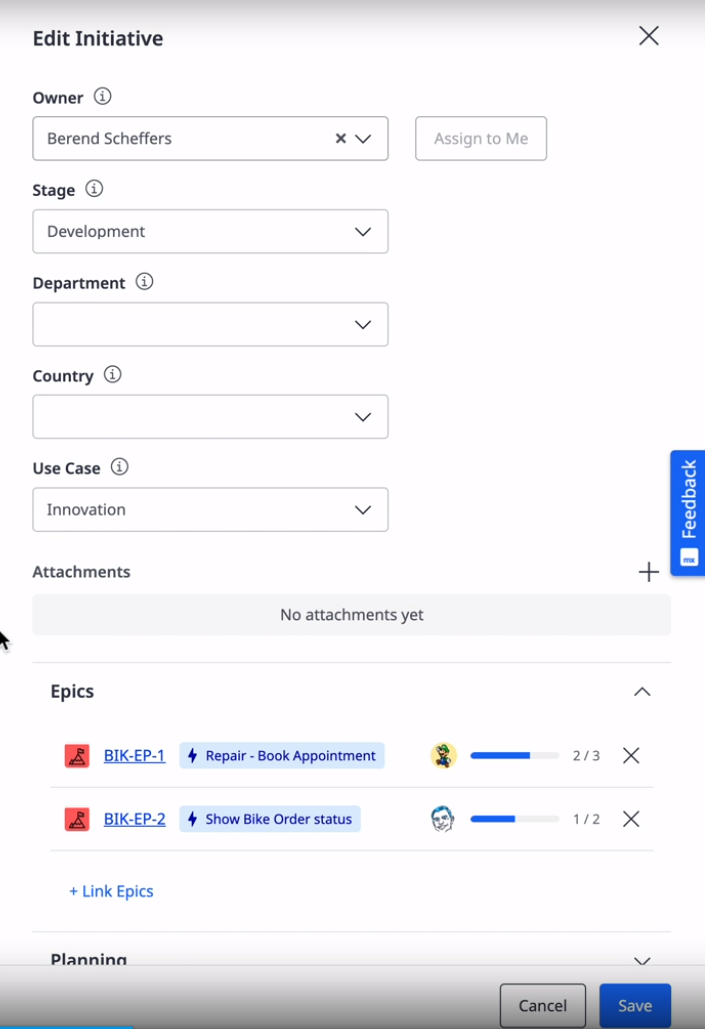 Edit Initiative
Owner
Berend Scheffers
Assign to Me
Stage
Development
Department
Country
Use Case
Innovation
Feedback
mx
Attachments
No attachments yet
Epics
BIK-EP-1 Repair - Book Appointment 2 / 3
BIK-EP-2 Show Bike Order status 1 / 2
+ Link Epics
Planning
Cancel Save